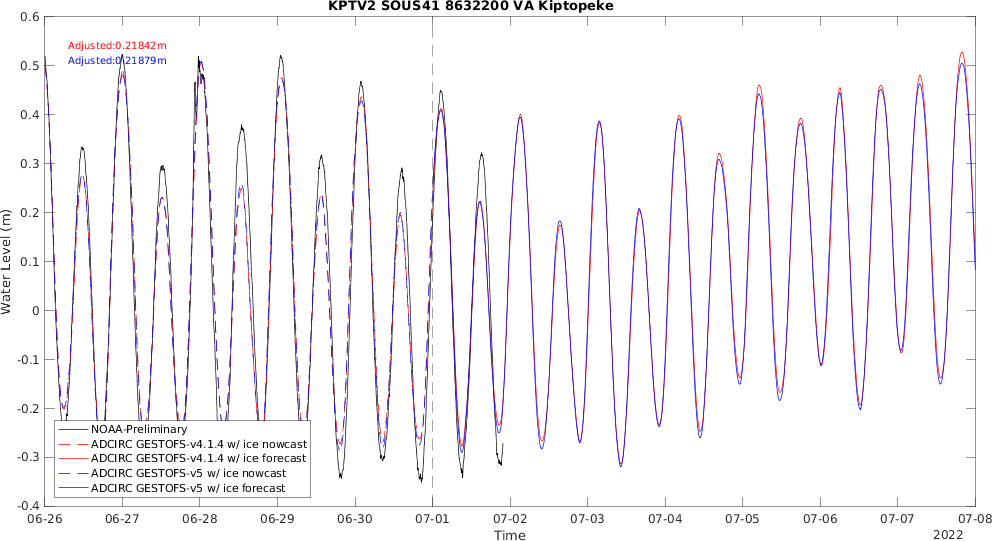 KPTV2 SOUS41 8632200 VA Kiptopeke
0.6
0.5
0.4
0.3
0.2
0.1
0
-0.1
-0.2
-0.3
-0.4
Water Level (m)
Adjusted:0.21842m
Adjusted:0.21879m
NOAA-Preliminary
ADCIRC GESTOFS-v4.1.4 w/ ice nowcast
ADCIRC GESTOFS-v4.1.4 w/ ice forecast
ADCIRC GESTOFS-v5 w/ ice nowcast
ADCIRC GESTOFS-v5 w/ ice forecast
06-26 06-27 06-28 06-29 06-30 07-01 07-02 07-03 07-04 07-05 07-06 07-07 07-08
Time
2022